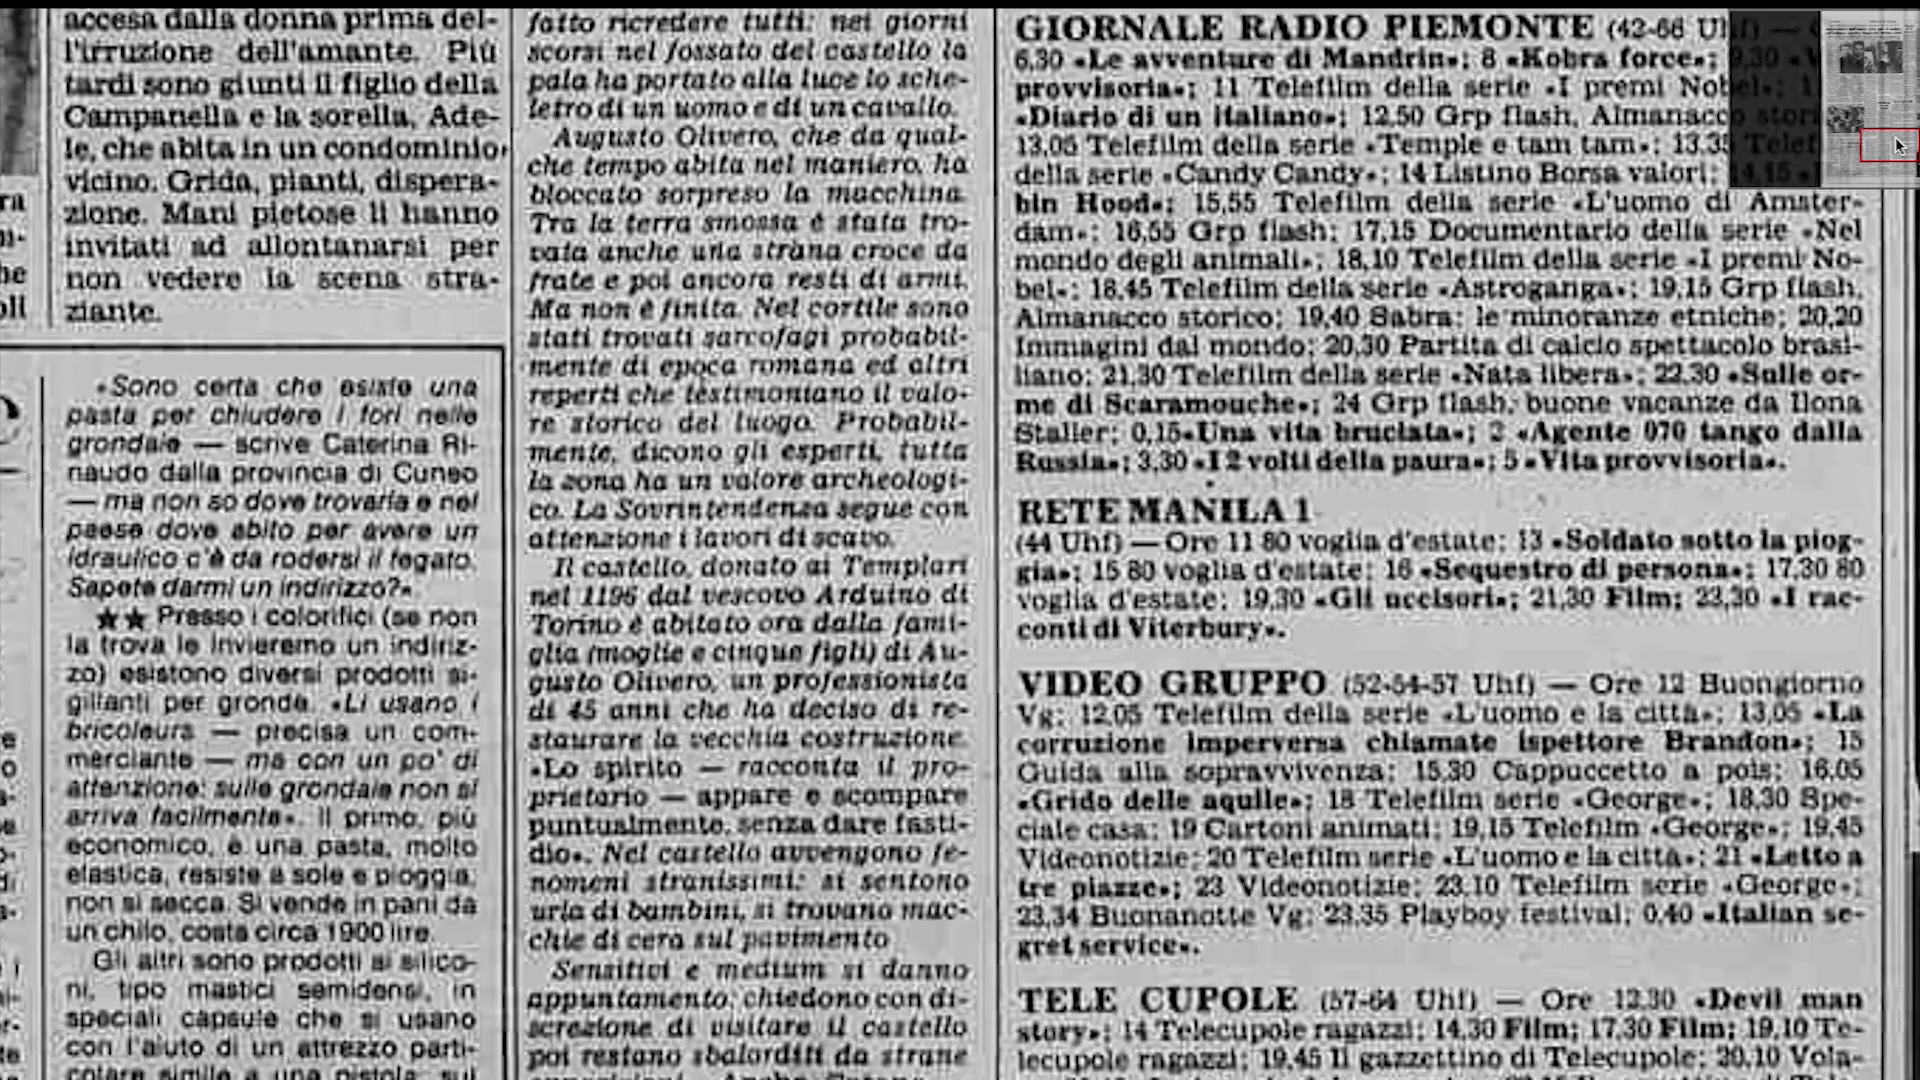 accesa dalla donna prima del-
l'irruzione dell'amante. Più
tardi sono giunti il figlio della
Campanella e la sorella, Ade-
le, che abita in un condominio
vicino. Grida, pianti, dispera-
zione. Mani pietose li hanno
invitati ad allontanarsi per
non vedere la scena stra-
ziante.
«Sono certa che esiste una
pasta per chiudere i fori nelle
grondaie — scrive Caterina Ri-
naudo dalla provincia di Cuneo
— ma non so dove trovarla e nel
paese dove abito per avere un
idraulico c'è da rodersi il fegato.
Sapete darmi un indirizzo?»
★★ Presso i colorifici (se non
la trova le invieremo un indiriz-
zo) esistono diversi prodotti si-
gillanti per gronda. «Li usano i
bricoleurs — precisa un com-
merciante — ma con un po' di
attenzione: sulle grondaie non si
arriva facilmente». Il primo, più
economico, è una pasta, molto
elastica, resiste a sole e pioggia,
non si secca. Si vende in pani da
un chilo, costa circa 1900 lire.
Gli altri sono prodotti ai silico-
ni, tipo mastici semidensi, in
speciali capsule che si usano
con l'aiuto di un attrezzo parti-
colare simile a una pistola: sul
fatto ricredere tutti: nei giorni
scorsi nel fossato del castello la
pala ha portato alla luce lo sche-
letro di un uomo e di un cavallo.
Augusto Olivero, che da qual-
che tempo abita nel maniero, ha
bloccato sorpreso la macchina.
Tra la terra smossa è stata tro-
vata anche una strana croce da
frate e poi ancora resti di armi.
Ma non è finita. Nel cortile sono
stati trovati sarcofagi probabil-
mente di epoca romana ed altri
reperti che testimoniano il valo-
re storico del luogo. Probabil-
mente, dicono gli esperti, tutta
la zona ha un valore archeologi-
co. La Sovrintendenza segue con
attenzione i lavori di scavo.
Il castello, donato ai Templari
nel 1196 dal vescovo Arduino di
Torino è abitato ora dalla fami-
glia (moglie e cinque figli) di Au-
gusto Olivero, un professionista
di 45 anni che ha deciso di re-
staurare la vecchia costruzione.
«Lo spirito — racconta il pro-
prietario — appare e scompare
puntualmente, senza dare fasti-
dio». Nel castello avvengono fe-
nomeni stranissimi: si sentono
urla di bambini, si trovano mac-
chie di cera sul pavimento
Sensitivi e medium si danno
appuntamento, chiedono con di-
screzione di visitare il castello
poi restano sbalorditi da strane
GIORNALE RADIO PIEMONTE (42-66 Uhf) —
6,30 «Le avventure di Mandrin»; 8 «Kobra force»; 9,30
provvisoria»; 11 Telefilm della serie «I premi Nobel»;
«Diario di un italiano»; 12,50 Grp flash, Almanacco stori
13,05 Telefilm della serie «Temple e tam tam»; 13,35 Telef
della serie «Candy Candy»; 14 Listino Borsa valori; 14,15
bin Hood»; 15,55 Telefilm della serie «L'uomo di Amster-
dam»; 16,55 Grp flash; 17,15 Documentario della serie «Nel
mondo degli animali»; 18,10 Telefilm della serie «I premi No-
bel»; 18,45 Telefilm della serie «Astroganga»; 19,15 Grp flash,
Almanacco storico; 19,40 Sabra: le minoranze etniche; 20,20
Immagini dal mondo; 20,30 Partita di calcio spettacolo brasi-
liano; 21,30 Telefilm della serie «Nata libera»; 22,30 «Sulle or-
me di Scaramouche»; 24 Grp flash, buone vacanze da Ilona
Staller; 0,15 «Una vita bruciata»; 2 «Agente 070 tango dalla
Russia»; 3,30 «I 2 volti della paura»; 5 «Vita provvisoria».
RETE MANILA 1
(44 Uhf) — Ore 11 80 voglia d'estate; 13 «Soldato sotto la piog-
gia»; 15 80 voglia d'estate; 16 «Sequestro di persona»; 17,30 80
voglia d'estate; 19,30 «Gli uccisori»; 21,30 Film; 23,30 «I rac-
conti di Viterbury».
VIDEO GRUPPO (52-54-57 Uhf) — Ore 12 Buongiorno
Vg; 12,05 Telefilm della serie «L'uomo e la città»; 13,05 «La
corruzione imperversa chiamate ispettore Brandon»; 15
Guida alla sopravvivenza; 15,30 Cappuccetto a pois; 16,05
«Grido delle aquile»; 18 Telefilm serie «George»; 18,30 Spe-
ciale casa; 19 Cartoni animati; 19,15 Telefilm «George»; 19,45
Videonotizie; 20 Telefilm serie «L'uomo e la città»; 21 «Letto a
tre piazze»; 23 Videonotizie; 23,10 Telefilm serie «George»;
23,34 Buonanotte Vg; 23,35 Playboy festival; 0,40 «Italian se-
gret service».
TELE CUPOLE (57-64 Uhf) — Ore 12,30 «Devil man
story»; 14 Telecupole ragazzi; 14,30 Film; 17,30 Film; 19,10 Te-
lecupole ragazzi; 19,45 Il gazzettino di Telecupole; 20,10 Vola-